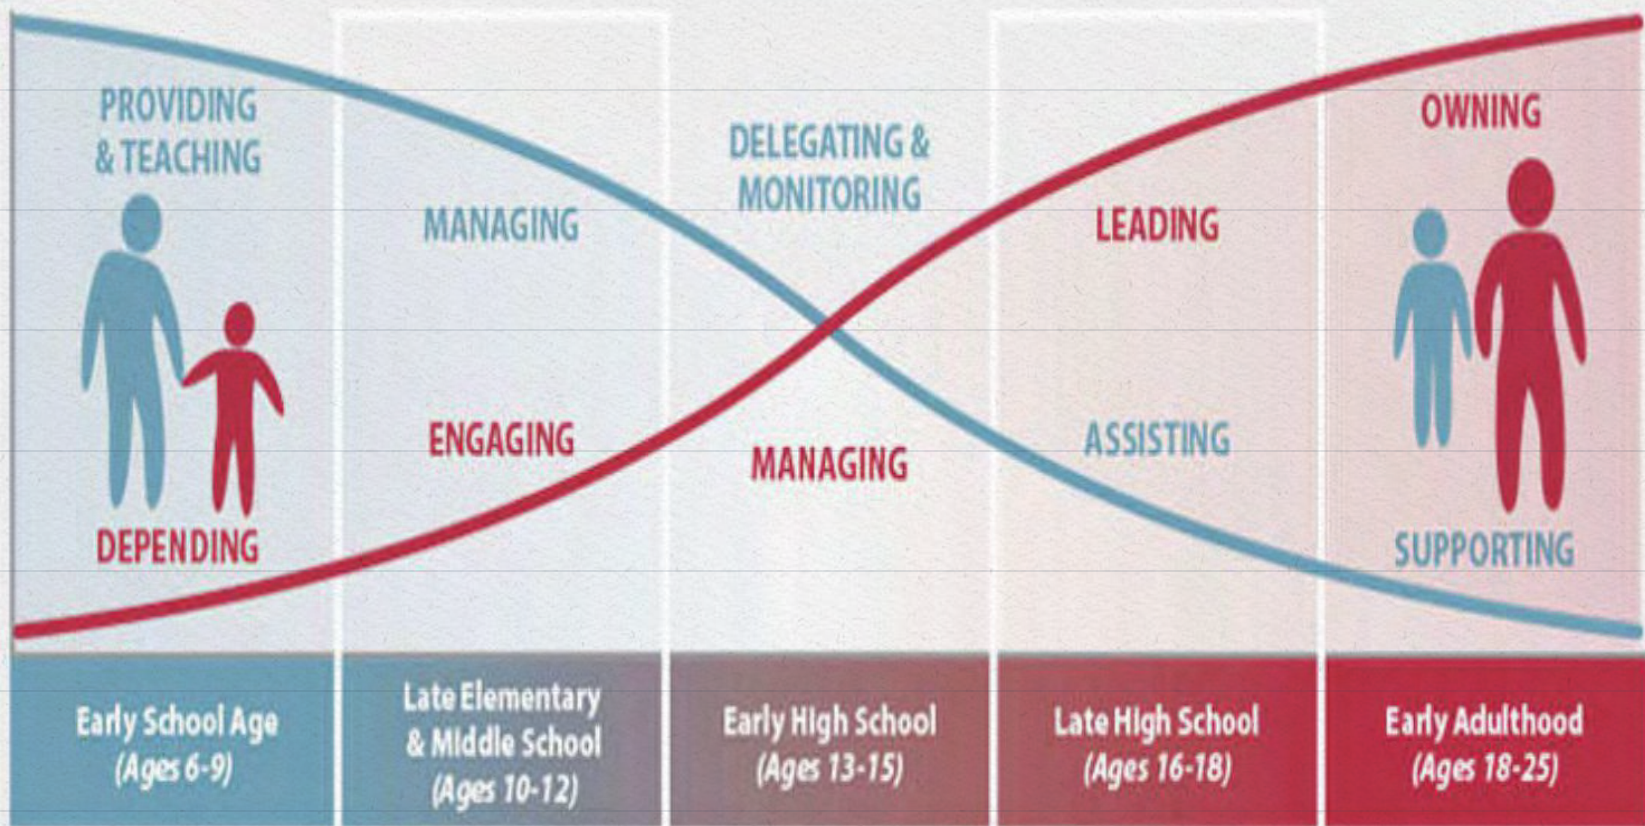 PROVIDING
& TEACHING
DEPENDING
MANAGING
ENGAGING
DELEGATING &
MONITORING
MANAGING
LEADING
ASSISTING
OWNING
SUPPORTING
Early School Age
(Ages 6-9)
Late Elementary
& Middle School
(Ages 10-12)
Early High School
(Ages 13-15)
Late High School
(Ages 16-18)
Early Adulthood
(Ages 18-25)